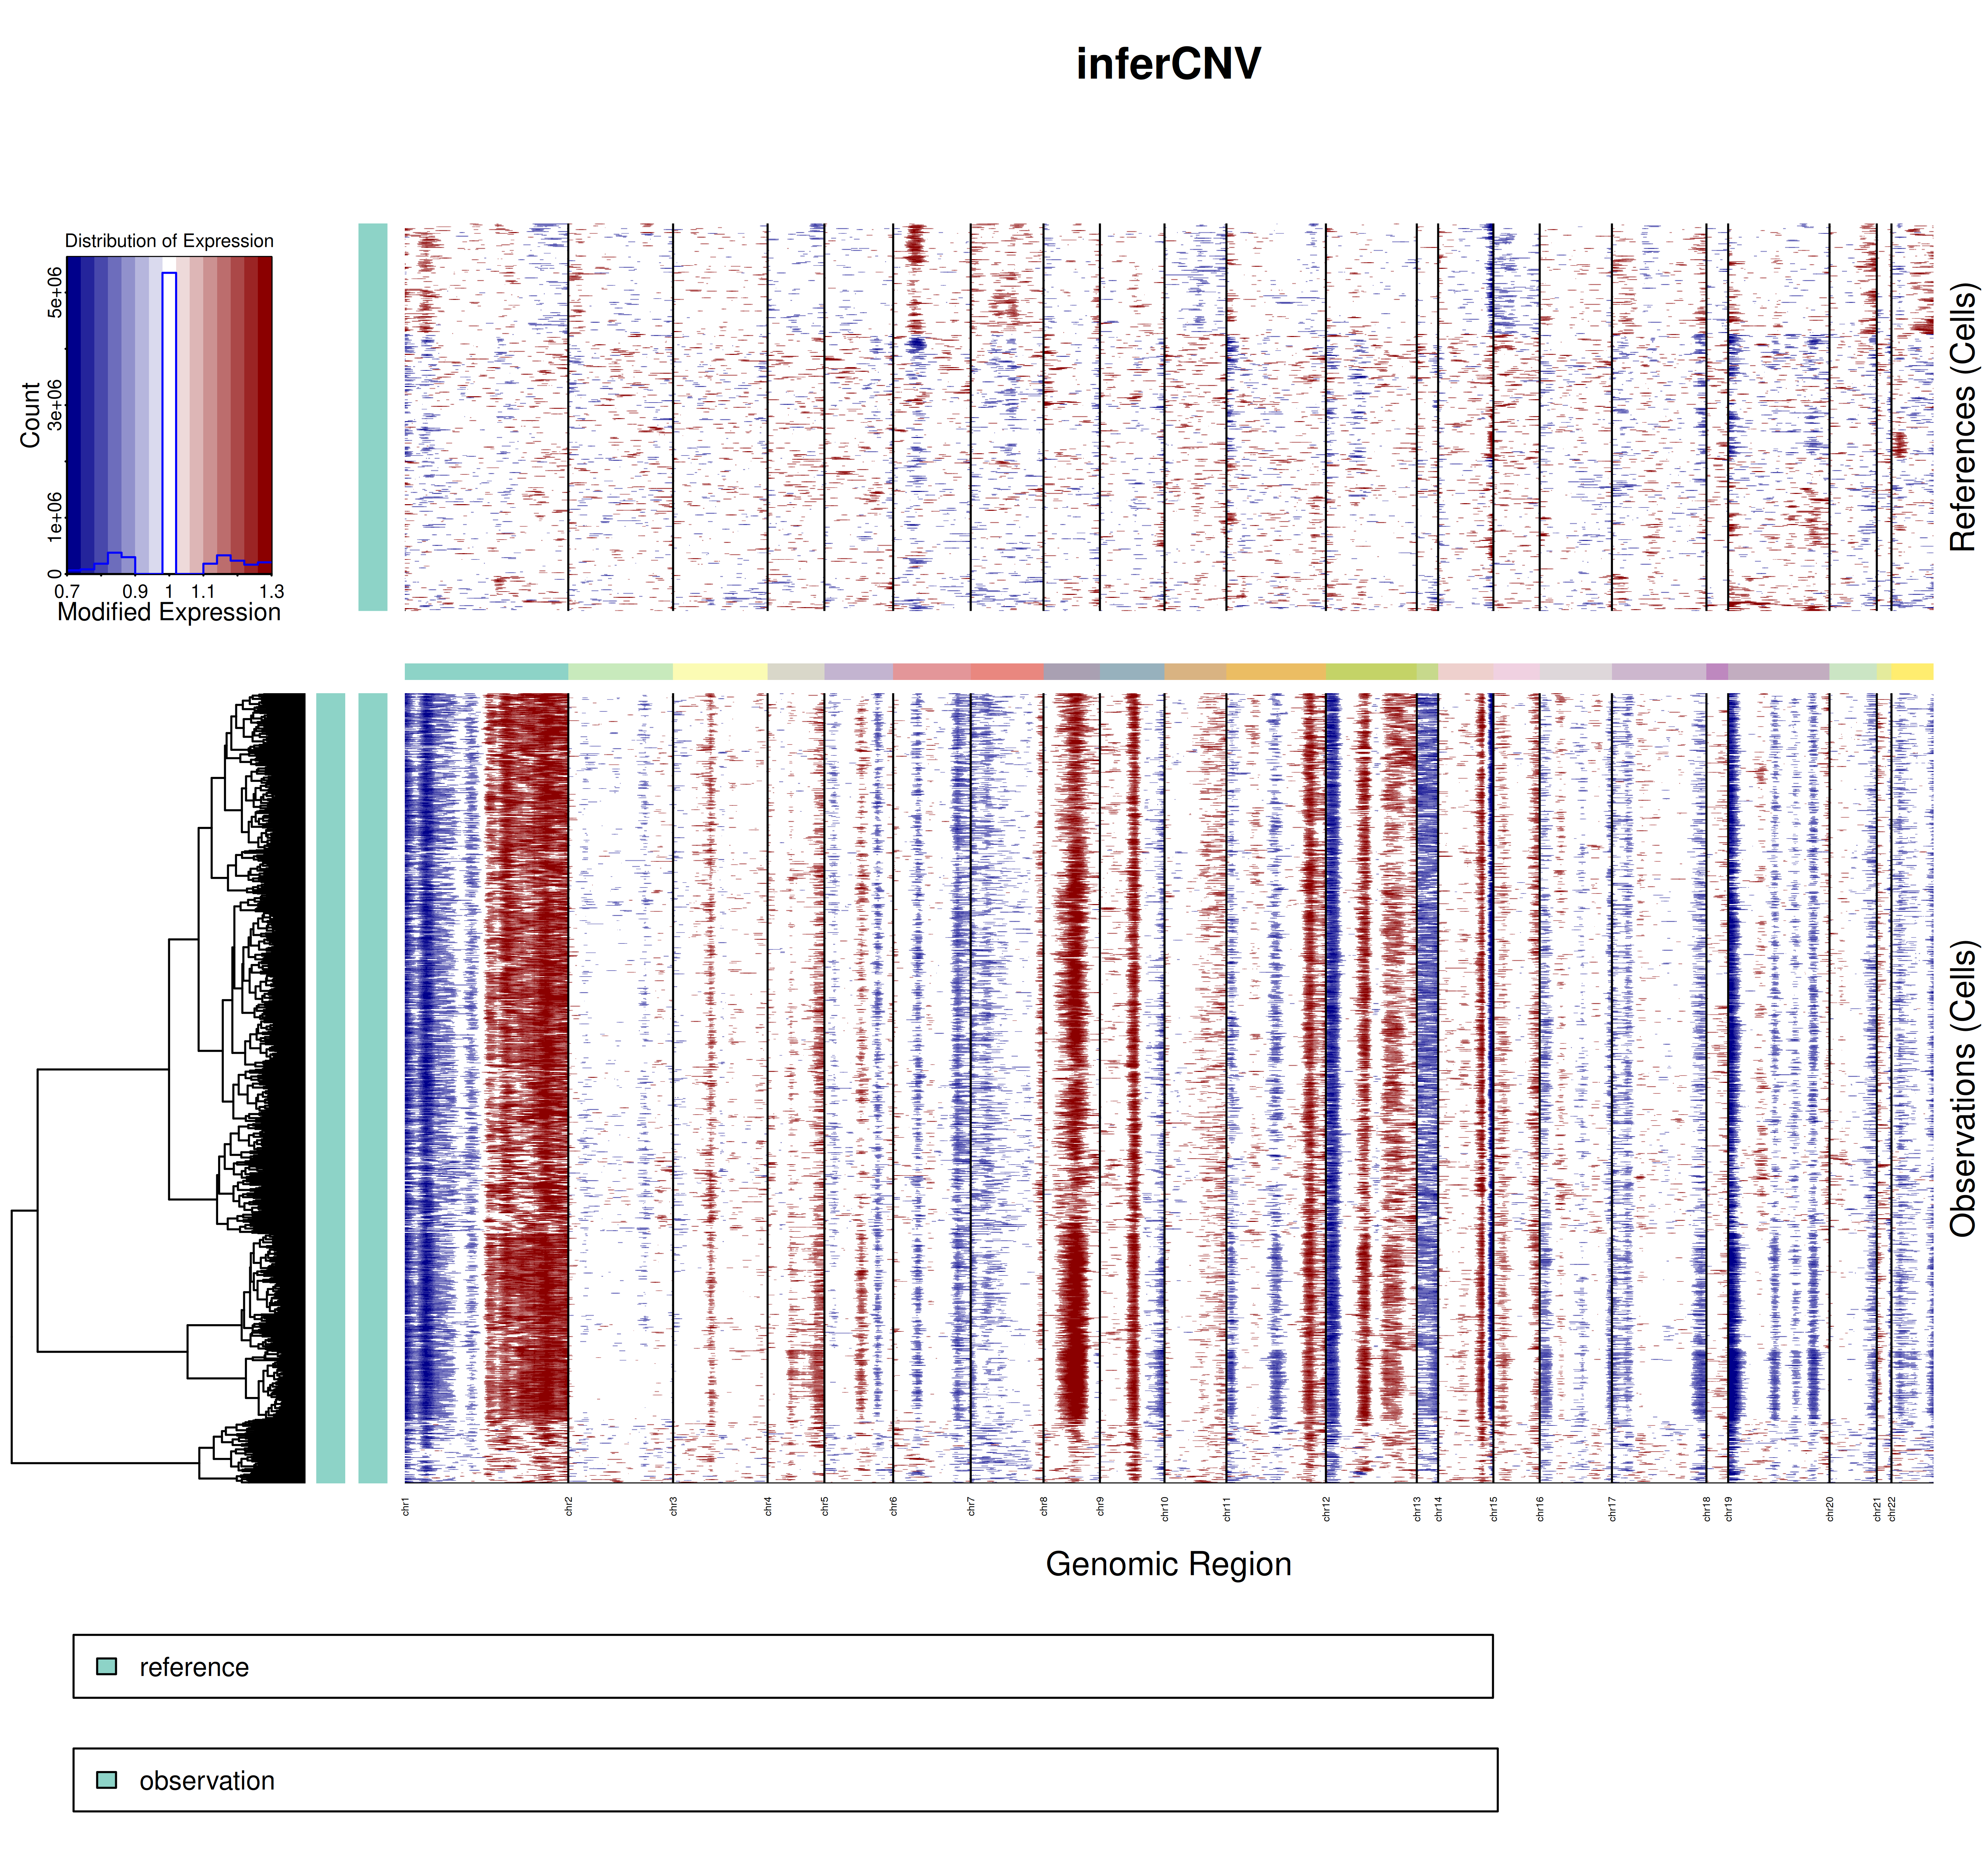 inferCNV
Distribution of Expression
Count
0 1e+06 3e+06 5e+06
0.7 0.9 1 1.1 1.3
Modified Expression
References (Cells)
Observations (Cells)
chr1 chr2 chr3 chr4 chr5 chr6 chr7 chr8 chr9 chr10 chr11 chr12 chr13 chr14 chr15 chr16 chr17 chr18 chr19 chr20 chr21 chr22
Genomic Region
reference
observation